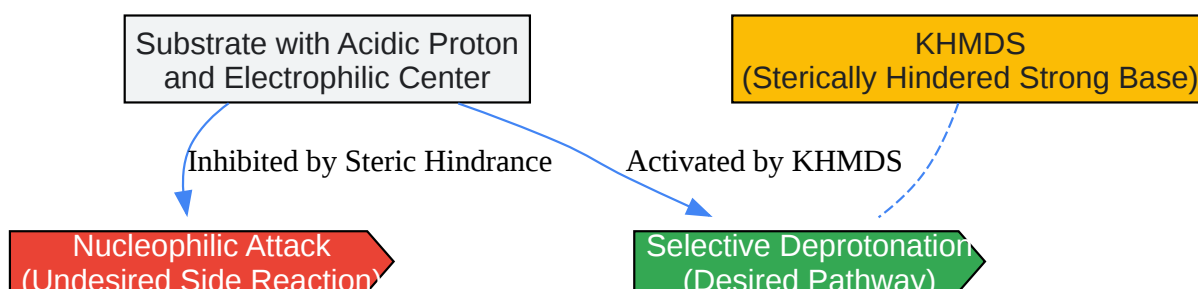 Substrate with Acidic Proton
and Electrophilic Center
KHMDS
(Sterically Hindered Strong Base)
Inhibited by Steric Hindrance
Activated by KHMDS
Nucleophilic Attack
(Undesired Side Reaction)
Selective Deprotonation
(Desired Pathway)